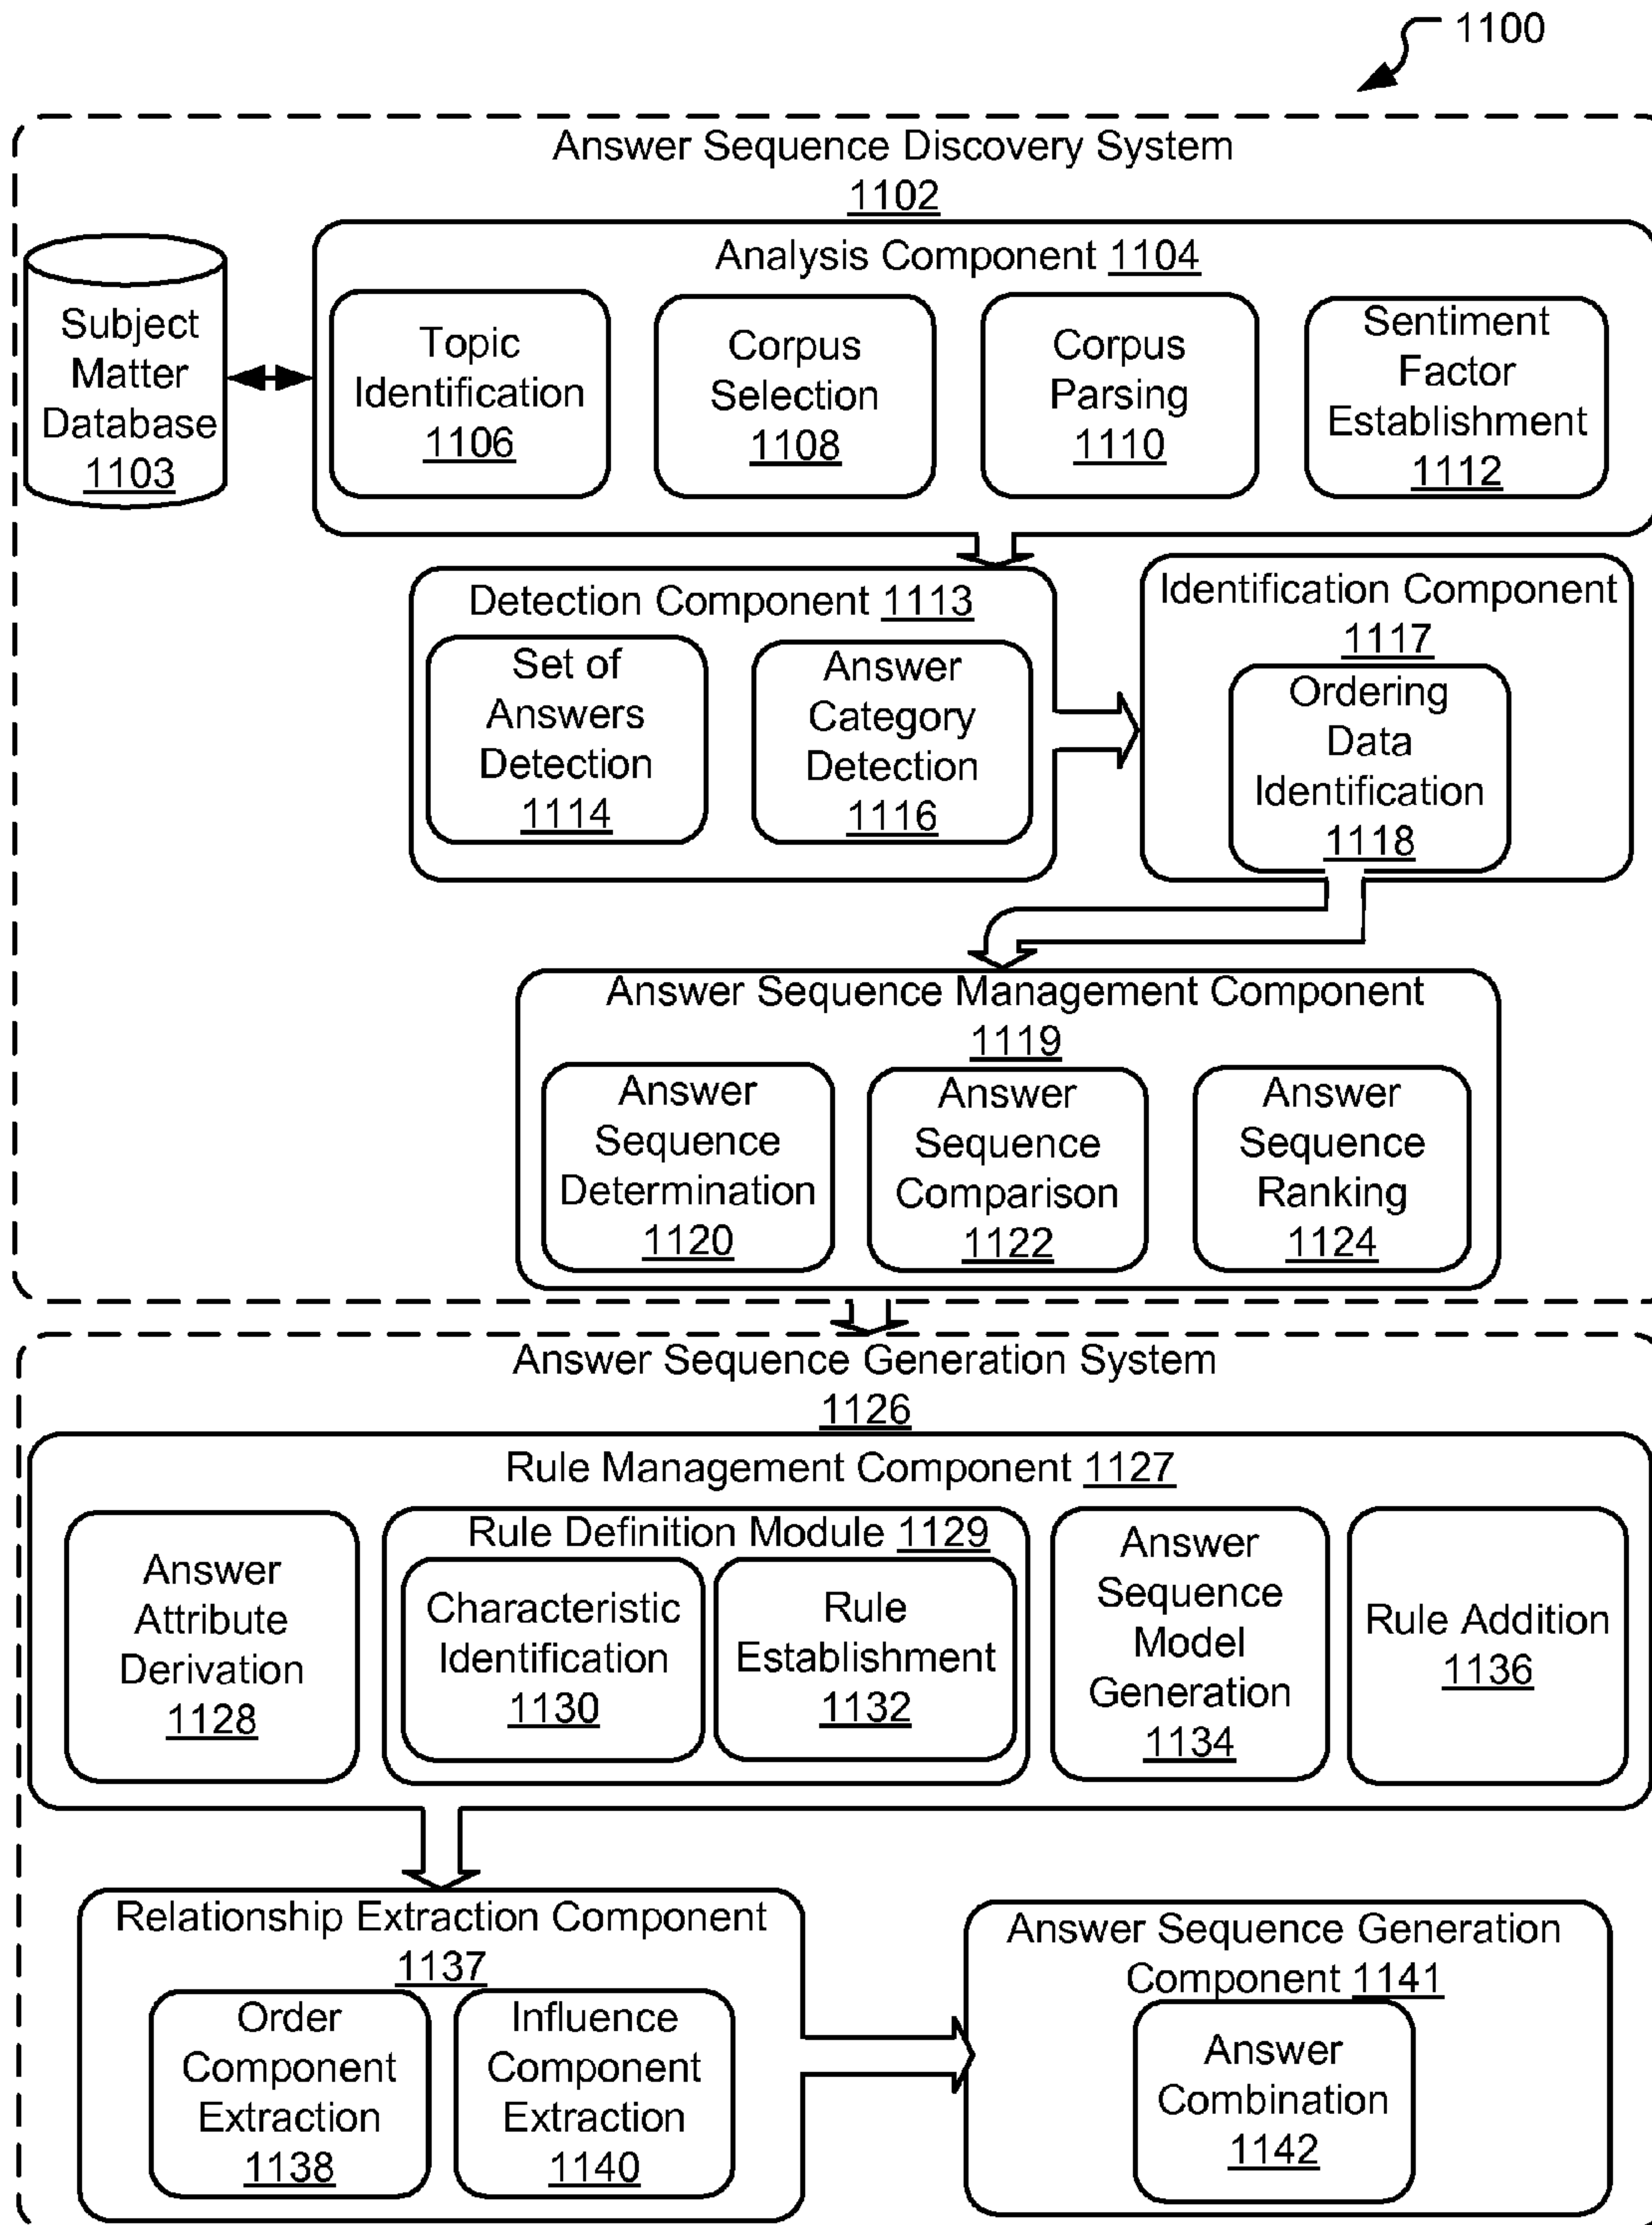 1100
Answer Sequence Discovery System
1102
Subject
Matter
Database
1103
Analysis Component 1104
Topic
Identification
1106
Corpus
Selection
1108
Corpus
Parsing
1110
Sentiment
Factor
Establishment
1112
Detection Component 1113
Set of
Answers
Detection
1114
Answer
Category
Detection
1116
Identification Component
1117
Ordering
Data
Identification
1118
Answer Sequence Management Component
1119
Answer
Sequence
Determination
1120
Answer
Sequence
Comparison
1122
Answer
Sequence
Ranking
1124
Answer Sequence Generation System
1126
Rule Management Component 1127
Answer
Attribute
Derivation
1128
Rule Definition Module 1129
Characteristic
Identification
1130
Rule
Establishment
1132
Answer
Sequence
Model
Generation
1134
Rule Addition
1136
Relationship Extraction Component
1137
Order
Component
Extraction
1138
Influence
Component
Extraction
1140
Answer Sequence Generation
Component 1141
Answer
Combination
1142